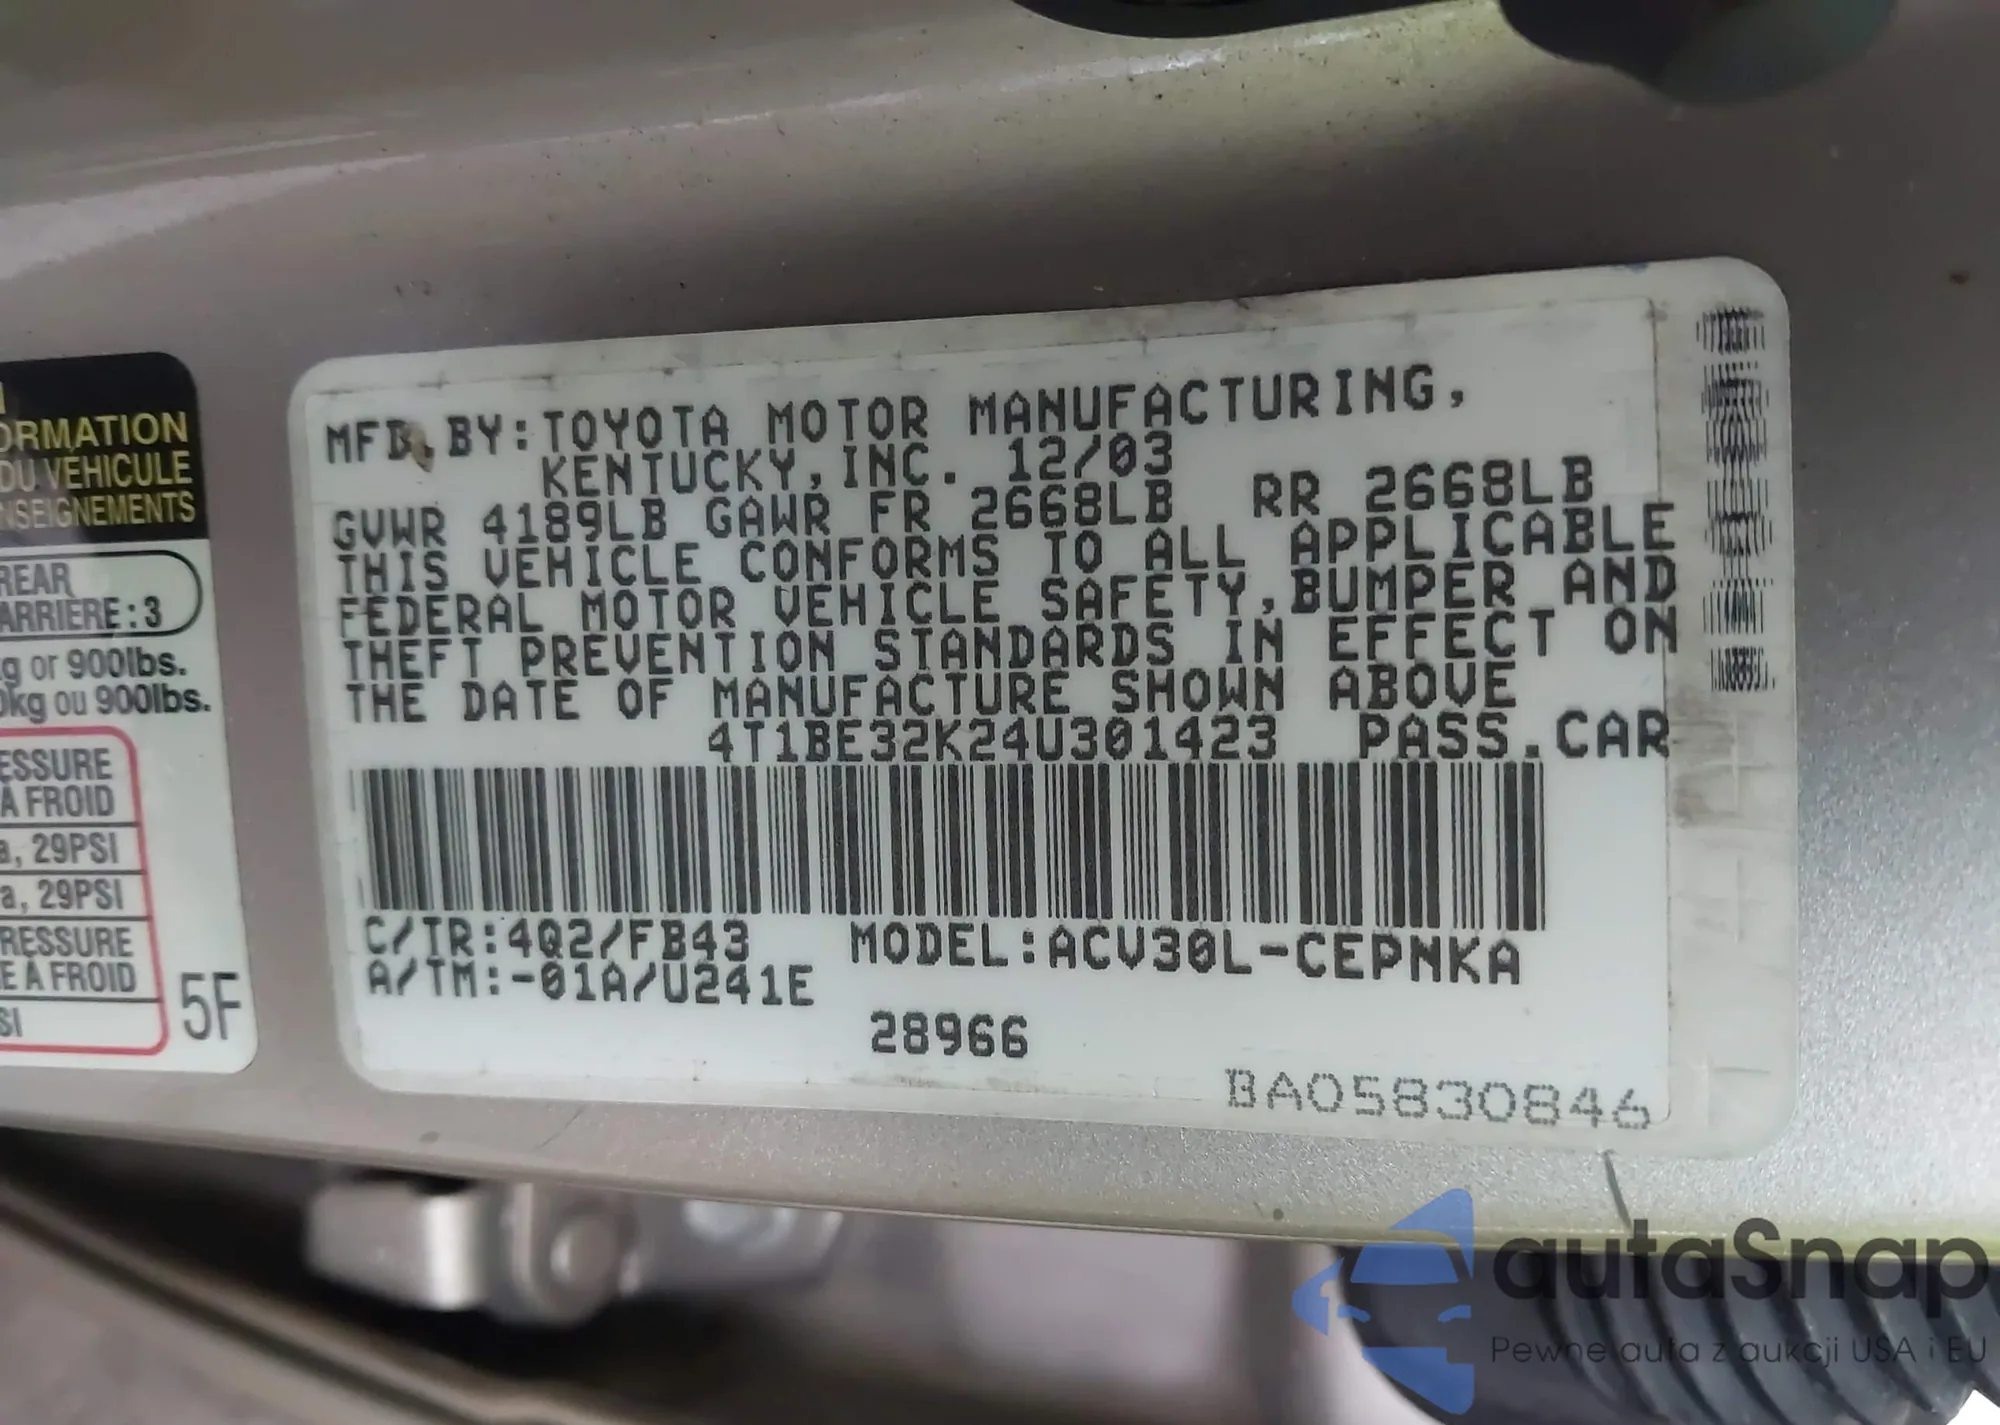 ORMATION
DU VÉHICULE
NSEIGNEMENTS
REAR
ARRIÈRE : 3
kg or 900lbs.
0kg ou 900lbs.
ESSURE
À FROID
a, 29PSI
a, 29PSI
RESSURE
E À FROID
SI
5F
MFD. BY: TOYOTA MOTOR MANUFACTURING,
KENTUCKY, INC. 12/03
GVWR 4189LB GAWR FR 2668LB RR 2668LB
THIS VEHICLE CONFORMS TO ALL APPLICABLE
FEDERAL MOTOR VEHICLE SAFETY, BUMPER AND
THEFT PREVENTION STANDARDS IN EFFECT ON
THE DATE OF MANUFACTURE SHOWN ABOVE
4T1BE32K24U301423 PASS.CAR
C/TR:4Q2/FB43 MODEL:ACV30L-CEPNKA
A/TM:-01A/U241E
28966
BA05830846
autaSnap
Pewne auta z aukcji USA i EU